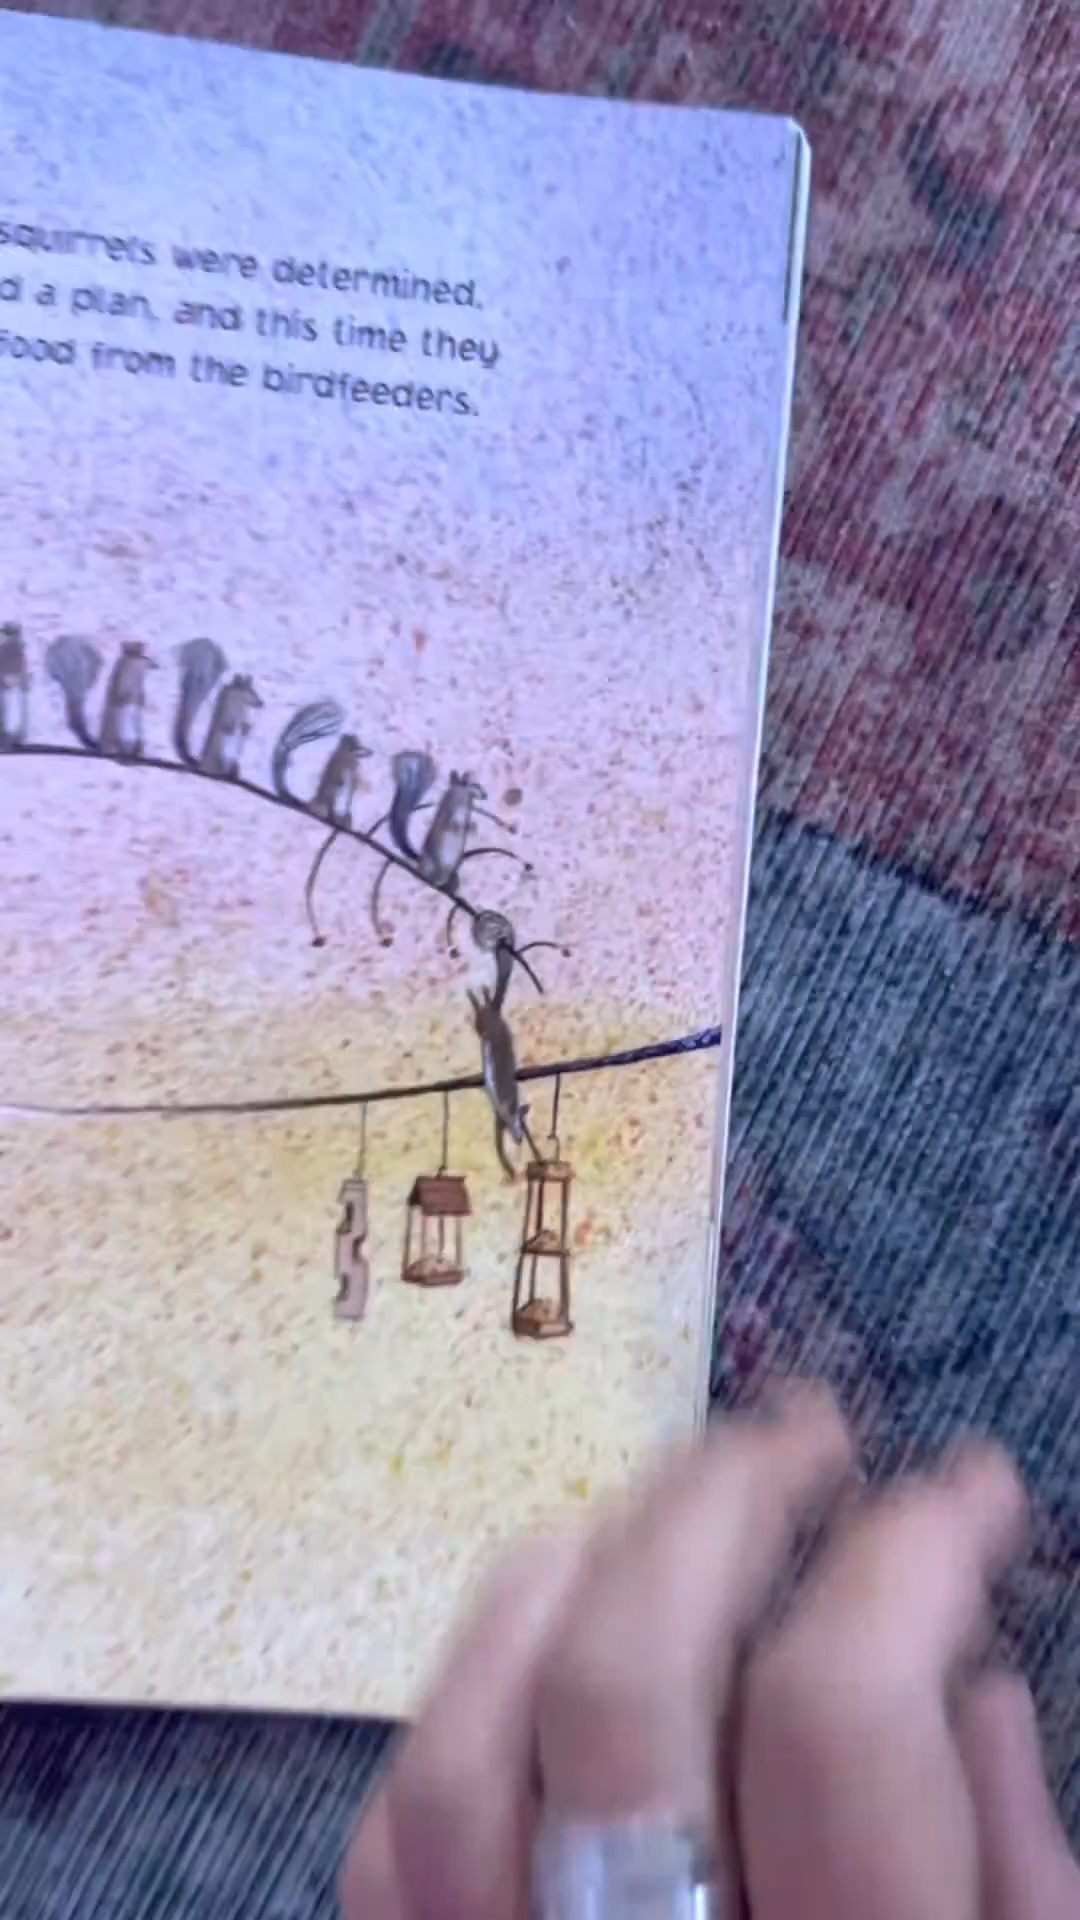 squirrels were determined.
d a plan, and this time they
food from the birdfeeders.